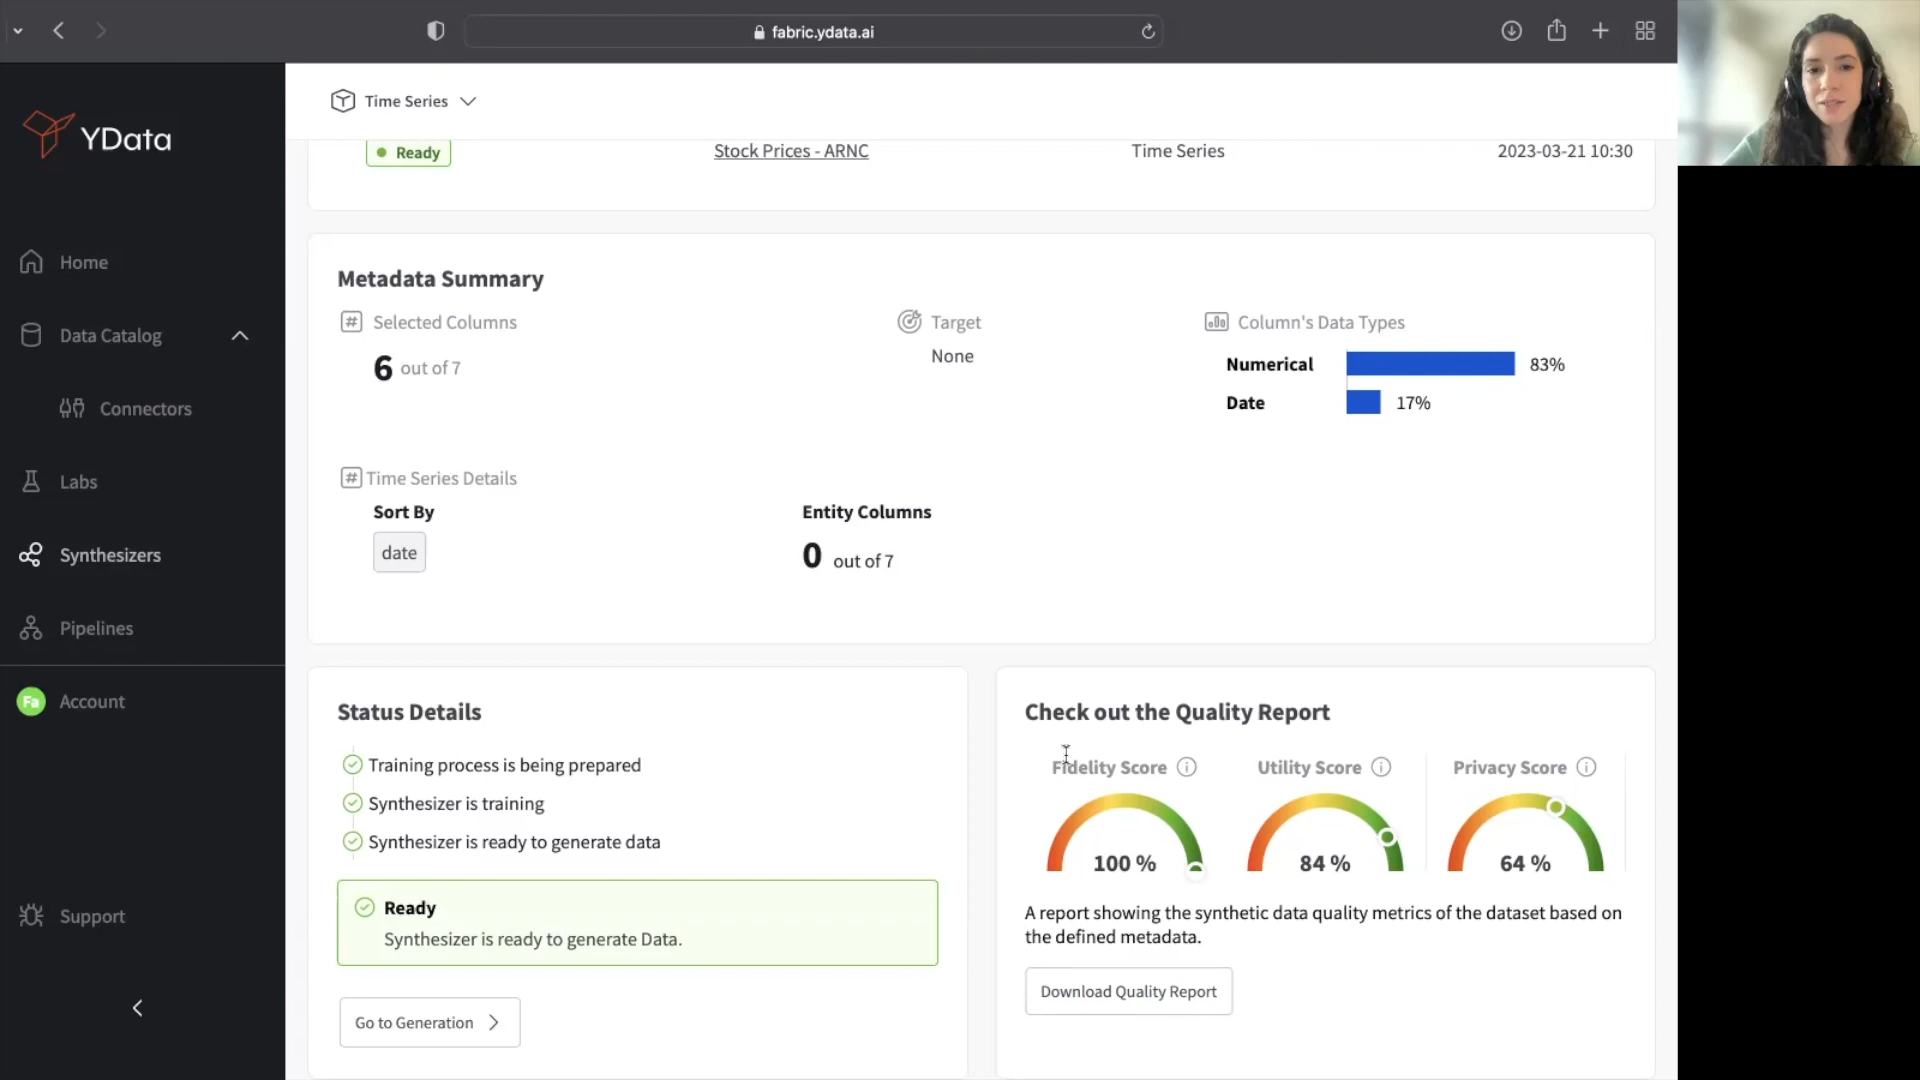 fabric.ydata.ai
YData
Time Series
Ready
Stock Prices - ARNC
Time Series
2023-03-21 10:30
Home
Data Catalog
Connectors
Labs
Synthesizers
Pipelines
Fa
Account
Support
Metadata Summary
# Selected Columns
6 out of 7
Target
None
Column's Data Types
Numerical 83%
Date 17%
# Time Series Details
Sort By
date
Entity Columns
0 out of 7
Status Details
Training process is being prepared
Synthesizer is training
Synthesizer is ready to generate data
Ready
Synthesizer is ready to generate Data.
Go to Generation
Check out the Quality Report
Fidelity Score
100 %
Utility Score
84 %
Privacy Score
64 %
A report showing the synthetic data quality metrics of the dataset based on
the defined metadata.
Download Quality Report